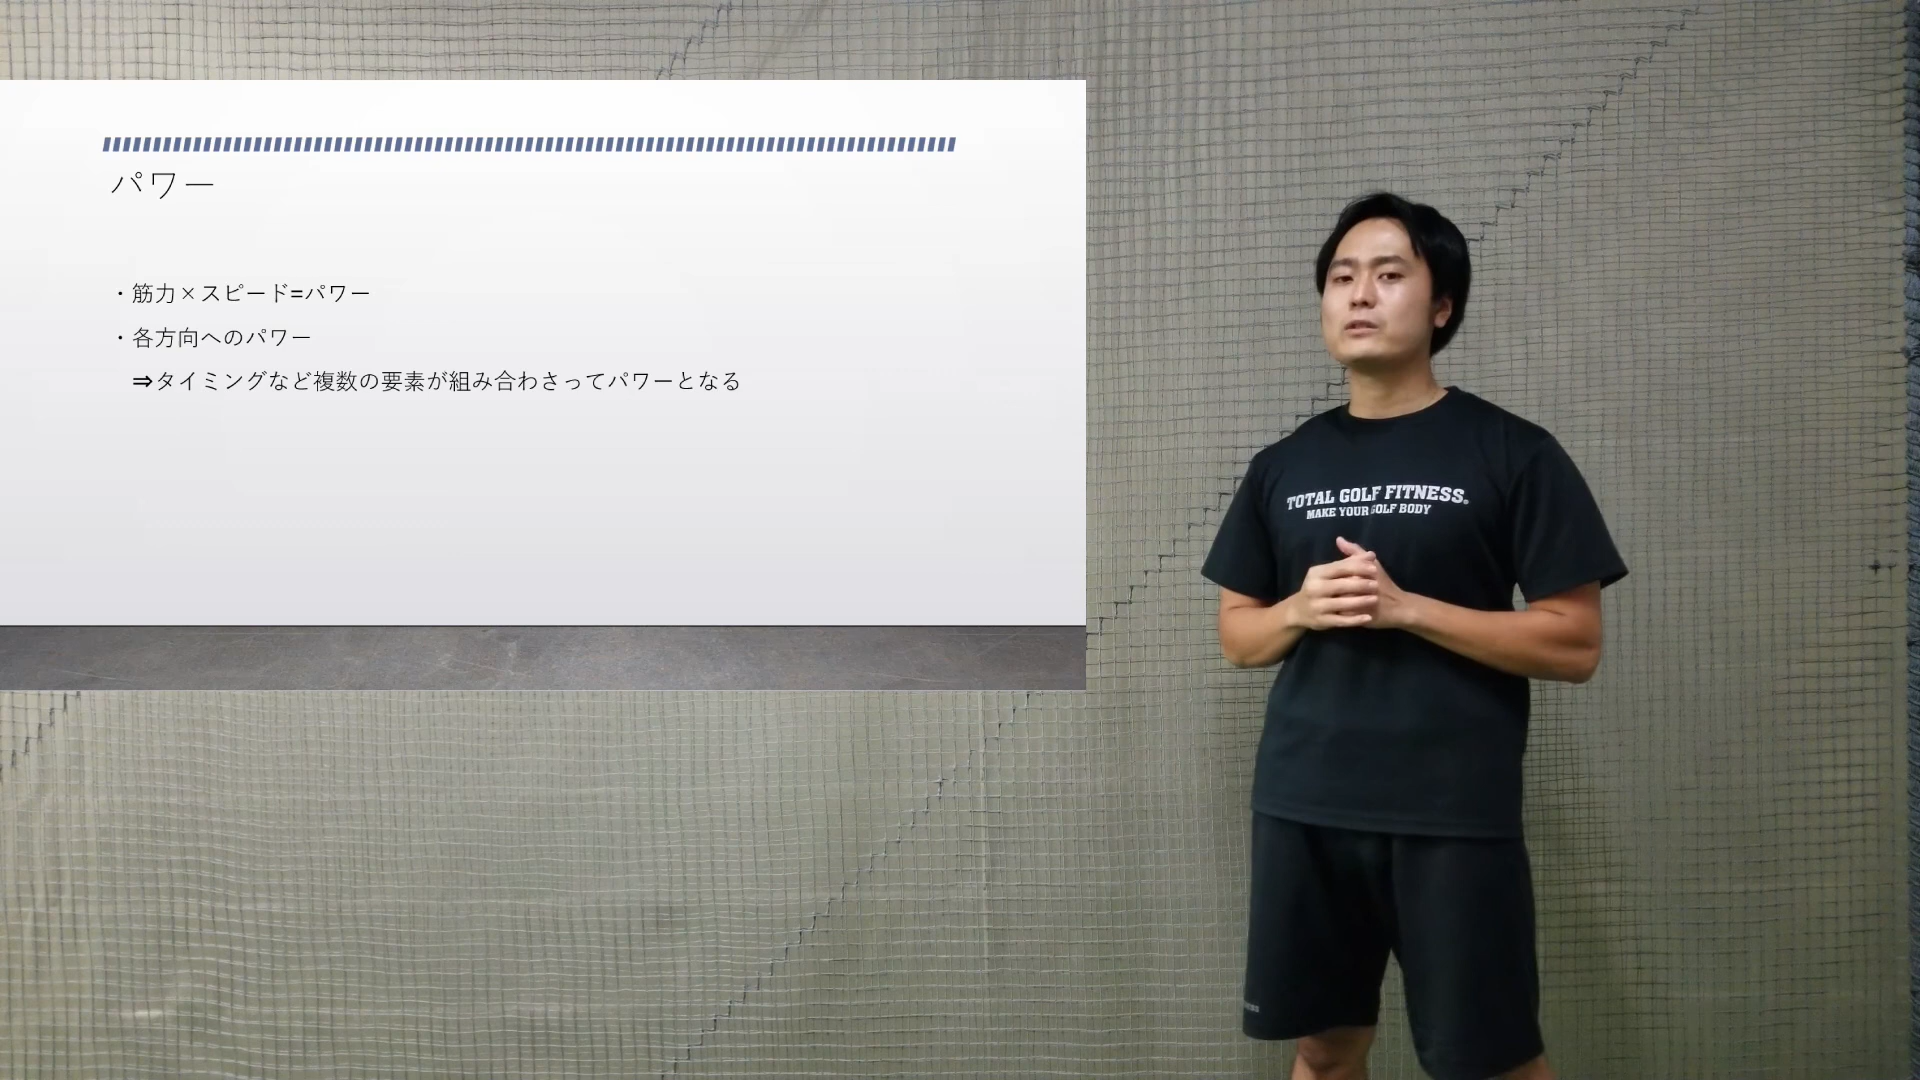 パワー
・筋力×スピード=パワー
・各方向へのパワー
⇒タイミングなど複数の要素が組み合わさってパワーとなる
TOTAL GOLF FITNESS®
MAKE YOUR GOLF BODY